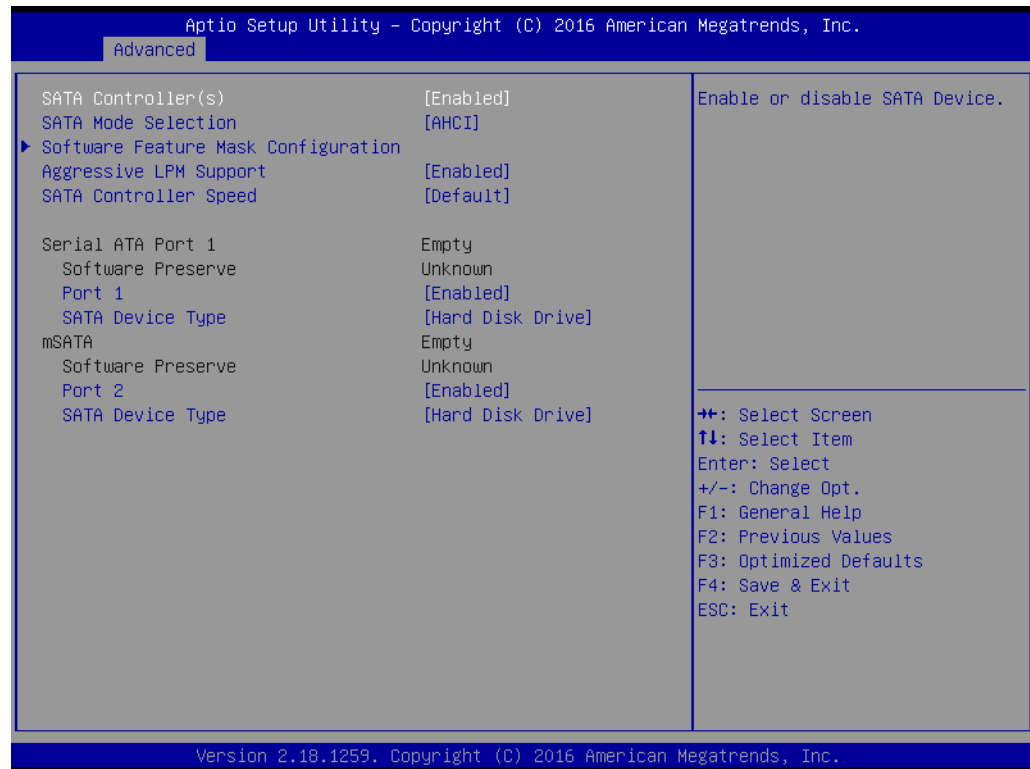 Aptio Setup Utility – Copyright (C) 2016 American Megatrends, Inc.
Advanced
SATA Controller(s) [Enabled]
SATA Mode Selection [AHCI]
Software Feature Mask Configuration
Aggressive LPM Support [Enabled]
SATA Controller Speed [Default]
Serial ATA Port 1 Empty
Software Preserve Unknown
Port 1 [Enabled]
SATA Device Type [Hard Disk Drive]
mSATA Empty
Software Preserve Unknown
Port 2 [Enabled]
SATA Device Type [Hard Disk Drive]
Enable or disable SATA Device.
→←: Select Screen
↑↓: Select Item
Enter: Select
+/-: Change Opt.
F1: General Help
F2: Previous Values
F3: Optimized Defaults
F4: Save & Exit
ESC: Exit
Version 2.18.1259. Copyright (C) 2016 American Megatrends, Inc.